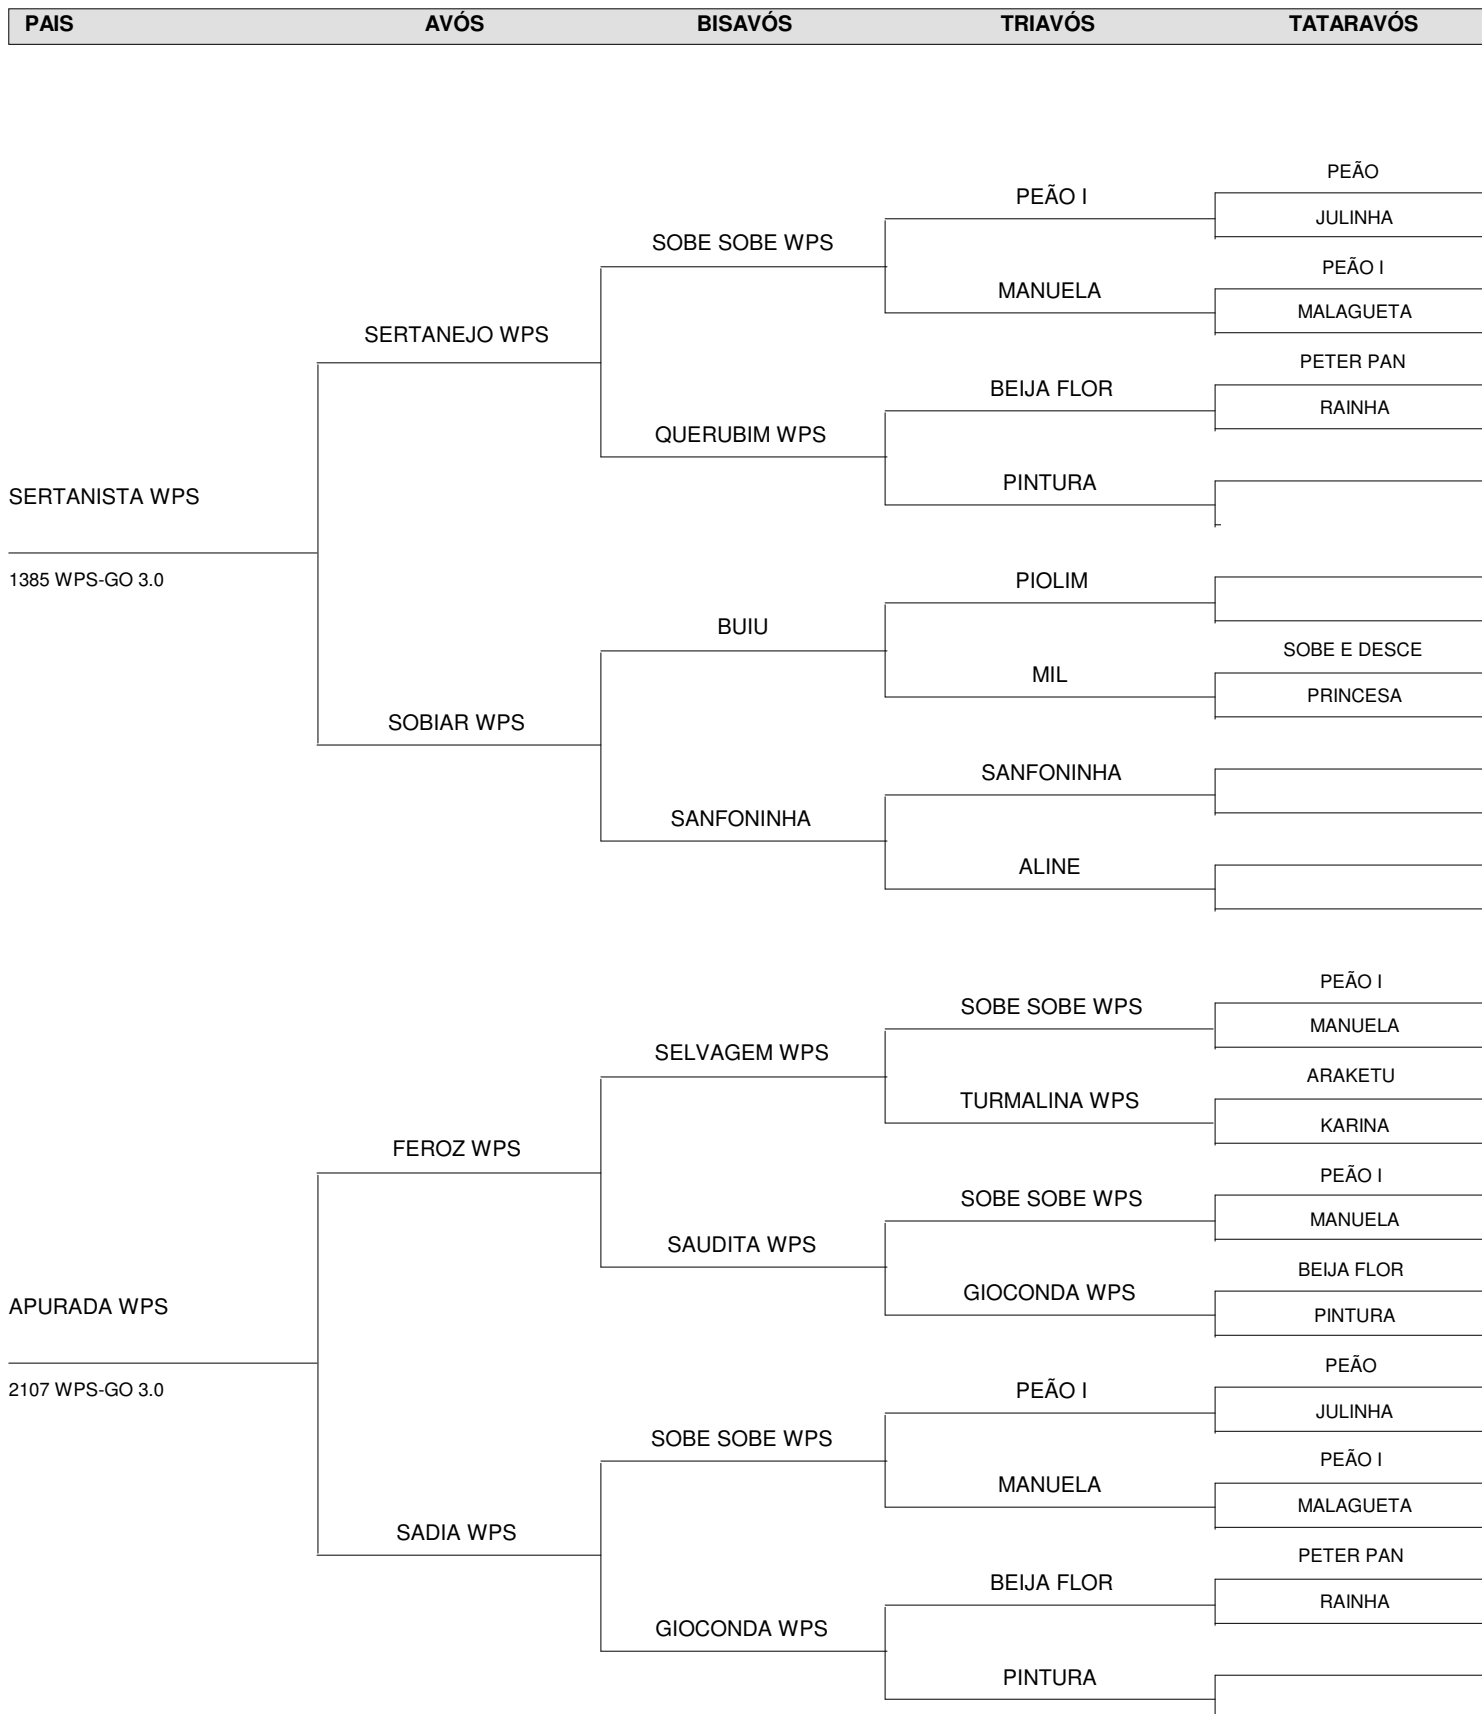 PAIS AVÓS BISAVÓS TRIAVÓS TATARAVÓS
PEÃO
PEÃO I
JULINHA
SOBE SOBE WPS
PEÃO I
MANUELA
MALAGUETA
SERTANEJO WPS
PETER PAN
BEIJA FLOR
RAINHA
QUERUBIM WPS
PINTURA
SERTANISTA WPS
1385 WPS-GO 3.0
PIOLIM
BUIU
SOBE E DESCE
MIL
PRINCESA
SOBIAR WPS
SANFONINHA
SANFONINHA
ALINE
PEÃO I
SOBE SOBE WPS
MANUELA
SELVAGEM WPS
ARAKETU
TURMALINA WPS
KARINA
FEROZ WPS
PEÃO I
SOBE SOBE WPS
MANUELA
SAUDITA WPS
BEIJA FLOR
GIOCONDA WPS
PINTURA
APURADA WPS
2107 WPS-GO 3.0
PEÃO
PEÃO I
JULINHA
SOBE SOBE WPS
PEÃO I
MANUELA
MALAGUETA
SADIA WPS
PETER PAN
BEIJA FLOR
RAINHA
GIOCONDA WPS
PINTURA